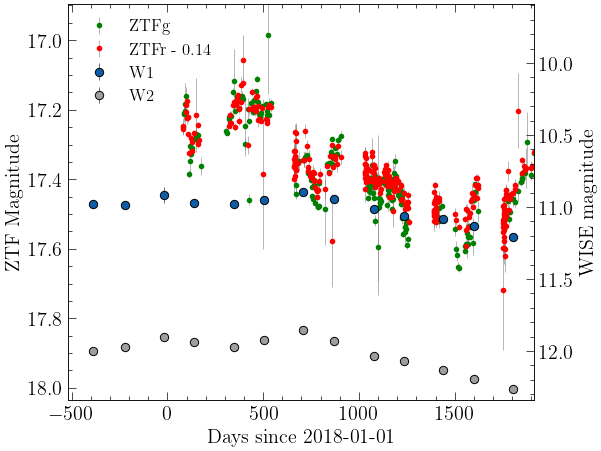 ZTFg
ZTFr - 0.14
W1
W2
17.0
17.2
17.4
17.6
17.8
18.0
ZTF Magnitude
10.0
10.5
11.0
11.5
12.0
WISE magnitude
−500
0
500
1000
1500
Days since 2018-01-01